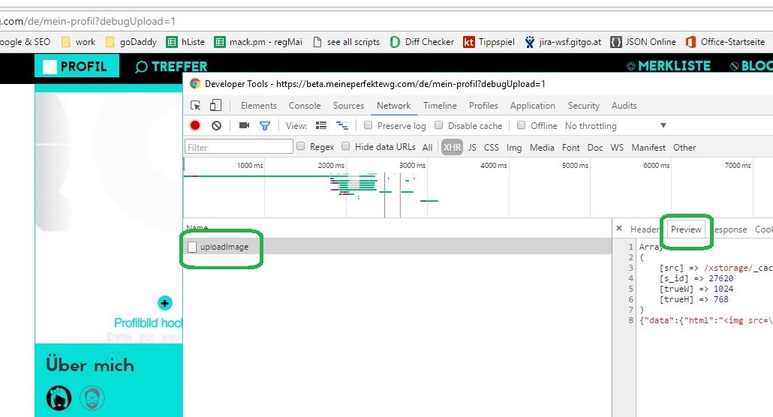 g.com/de/mein-profil?debugUpload=1
oogle & SEO work goDaddy hListe mack.pm - regMai see all scripts Diff Checker Tippspiel jira-wsf.gitgo.at JSON Online Office-Startseite
PROFIL TREFFER MERKLISTE BLOC
Developer Tools - https://beta.meineperfektewg.com/de/mein-profil?debugUpload=1
Elements Console Sources Network Timeline Profiles Application Security Audits
View: Preserve log Disable cache Offline No throttling
Filter Regex Hide data URLs All XHR JS CSS Img Media Font Doc WS Manifest Other
1000 ms 2000 ms 3000 ms 4000 ms 5000 ms 6000 ms 7000 ms
Name
uploadImage
Header Preview esponse Cook
1 Array
2 (
3 [src] => /xstorage/_cac
4 [s_id] => 27620
5 [trueW] => 1024
6 [trueH] => 768
7 )
8 {"data":{"html":"<img src=\
Profilbild hoc
Datei zur visu
Über mich